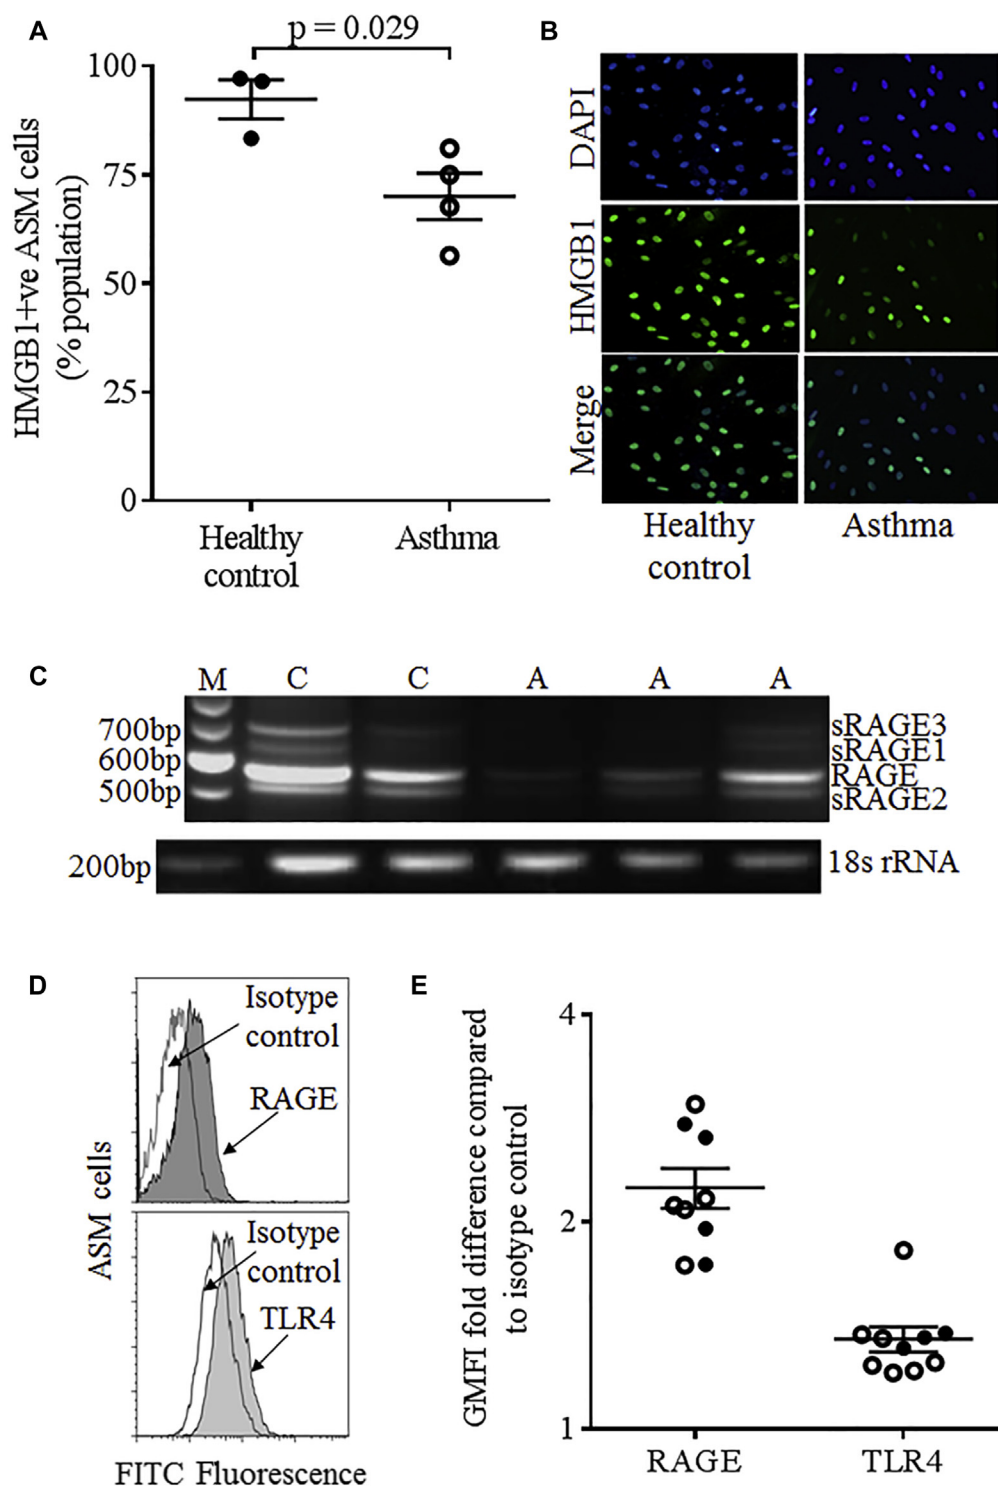 A
p = 0.029
HMGB1+ve ASM cells
(% population)
100
75
50
25
0
Healthy
control
Asthma
B
DAPI
HMGB1
Merge
Healthy
control
Asthma
C
M C C A A A
700bp
600bp
500bp
sRAGE3
sRAGE1
RAGE
sRAGE2
200bp
18s rRNA
D
ASM cells
Isotype
control
RAGE
Isotype
control
TLR4
FITC Fluorescence
E
GMFI fold difference compared
to isotype control
4
2
1
RAGE
TLR4